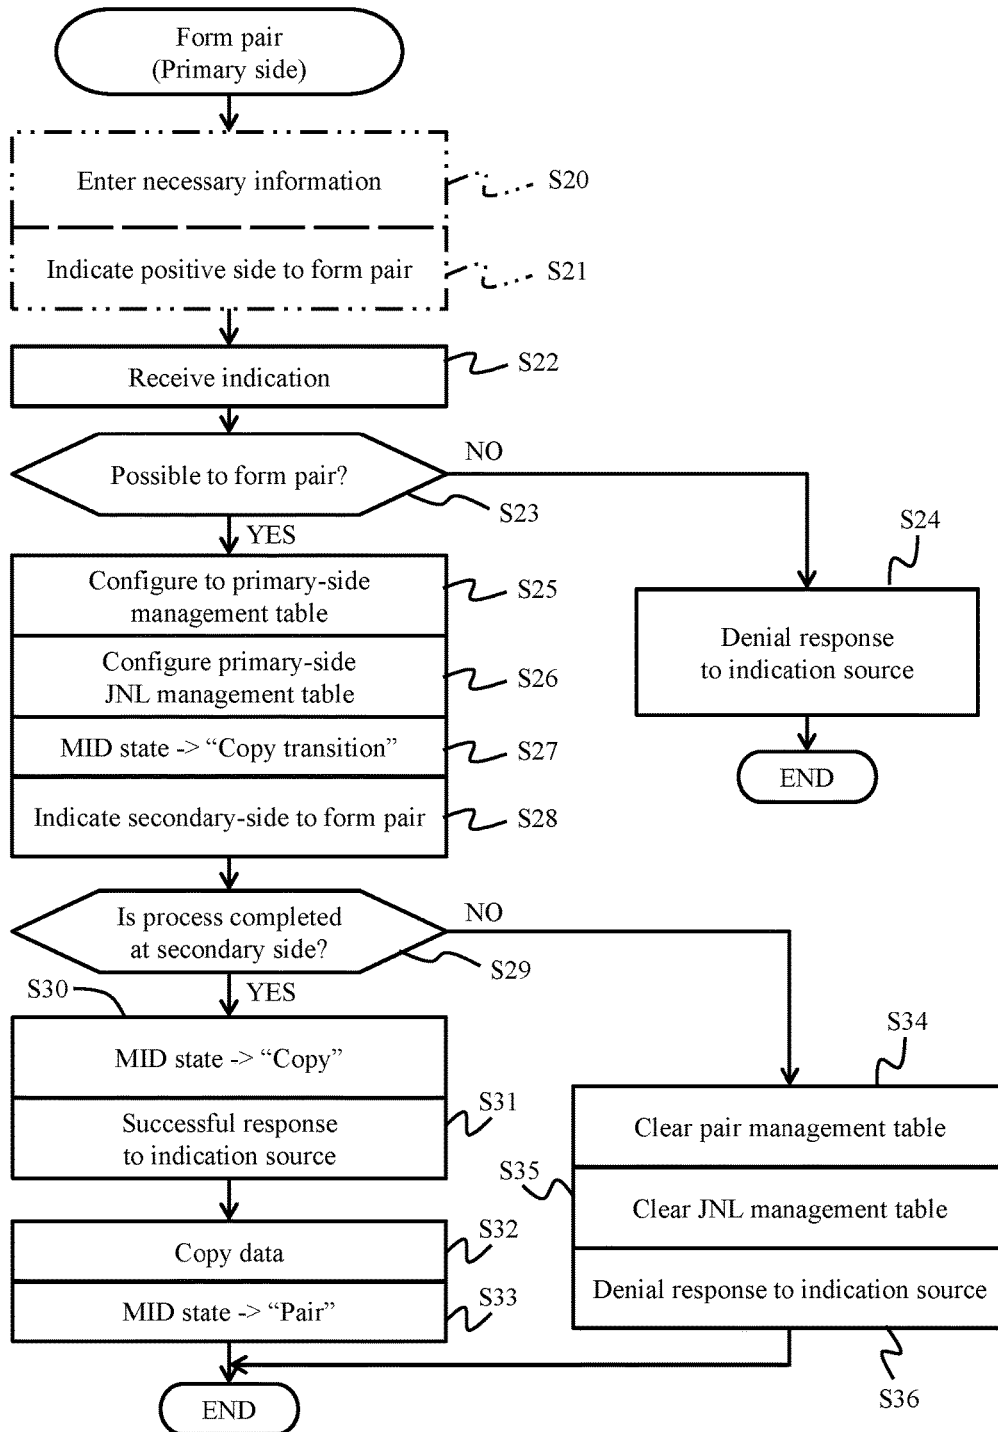 Form pair
(Primary side)
Enter necessary information
S20
Indicate positive side to form pair
S21
Receive indication
S22
Possible to form pair?
NO
S23
YES
S24
Denial response
to indication source
END
Configure to primary-side
management table
S25
Configure primary-side
JNL management table
S26
MID state -> “Copy transition”
S27
Indicate secondary-side to form pair
S28
Is process completed
at secondary side?
NO
S29
YES
S30
MID state -> “Copy”
Successful response
to indication source
S31
Copy data
S32
MID state -> “Pair”
S33
S34
Clear pair management table
S35
Clear JNL management table
Denial response to indication source
S36
END